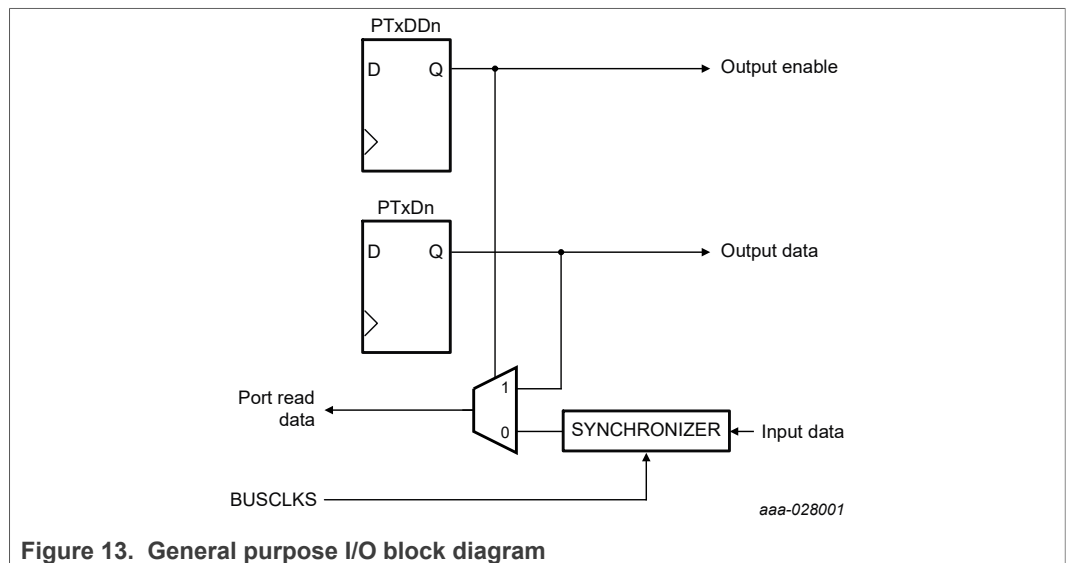 PTxDDn
D Q
Output enable
PTxDn
D Q
Output data
1
Port read
data
0
SYNCHRONIZER
Input data
BUSCLKS
aaa-028001
Figure 13. General purpose I/O block diagram